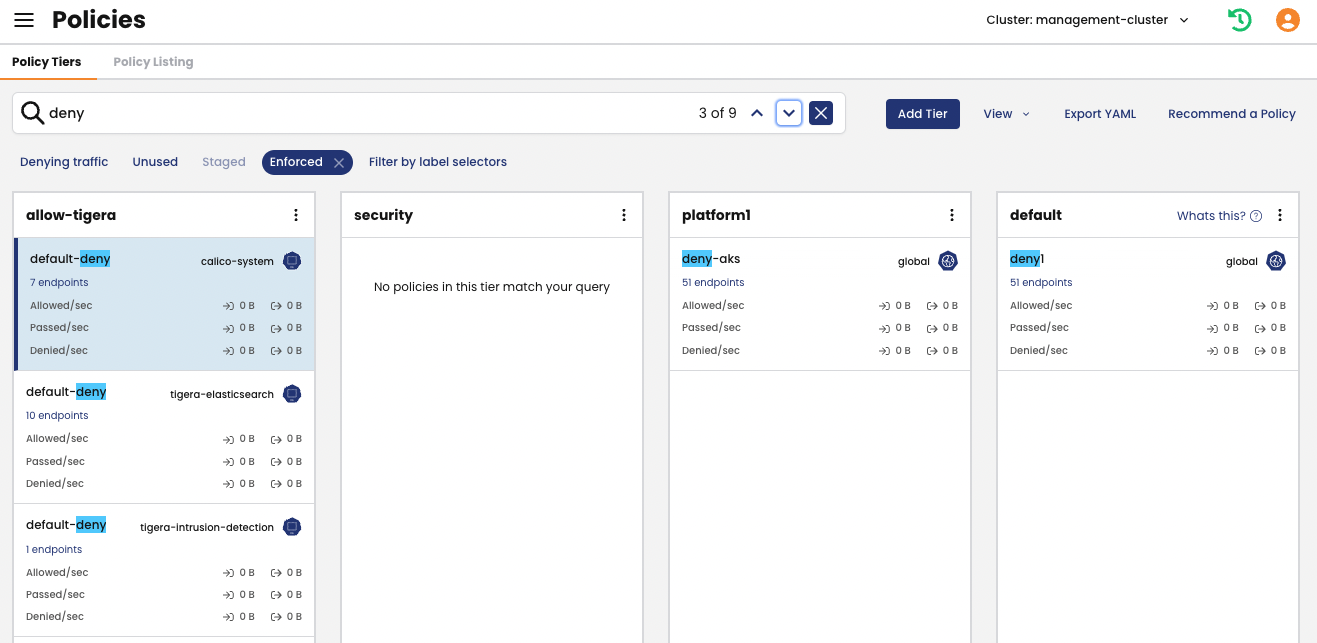 Policies
Cluster: management-cluster
Policy Tiers
Policy Listing
deny
3 of 9
Add Tier
View
Export YAML
Recommend a Policy
Denying traffic
Unused
Staged
Enforced
Filter by label selectors
allow-tigera
default-deny
calico-system
7 endpoints
Allowed/sec 0 B 0 B
Passed/sec 0 B 0 B
Denied/sec 0 B 0 B
default-deny
tigera-elasticsearch
10 endpoints
Allowed/sec 0 B 0 B
Passed/sec 0 B 0 B
Denied/sec 0 B 0 B
default-deny
tigera-intrusion-detection
1 endpoints
Allowed/sec 0 B 0 B
Passed/sec 0 B 0 B
Denied/sec 0 B 0 B
security
No policies in this tier match your query
platform1
deny-aks
global
51 endpoints
Allowed/sec 0 B 0 B
Passed/sec 0 B 0 B
Denied/sec 0 B 0 B
default
Whats this? ?
deny1
global
51 endpoints
Allowed/sec 0 B 0 B
Passed/sec 0 B 0 B
Denied/sec 0 B 0 B